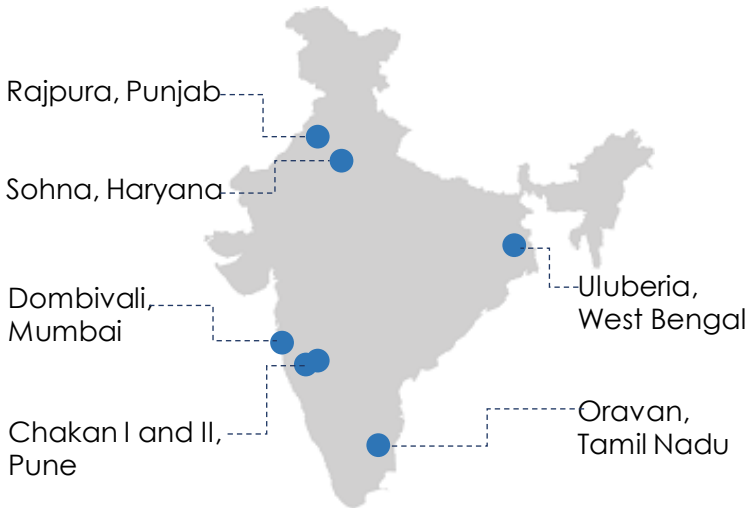 Rajpura, Punjab
Sohna, Haryana
Dombivali,
Mumbai
Chakan I and II,
Pune
Uluberia,
West Bengal
Oravan,
Tamil Nadu